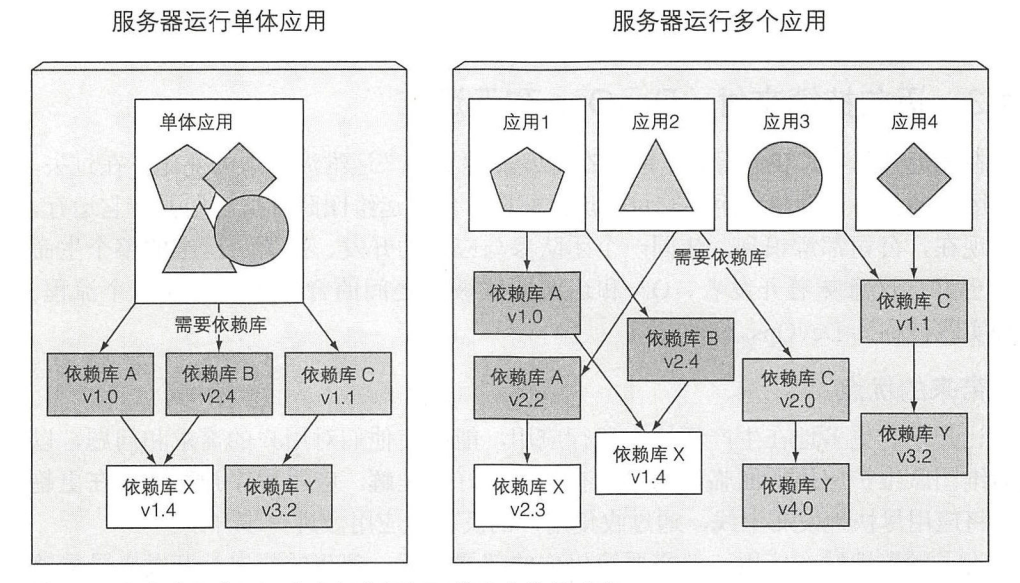 服务器运行单体应用
单体应用
需要依赖库
依赖库 A
v1.0
依赖库 B
v2.4
依赖库 C
v1.1
依赖库 X
v1.4
依赖库 Y
v3.2
服务器运行多个应用
应用1
应用2
应用3
应用4
需要依赖库
依赖库 A
v1.0
依赖库 B
v2.4
依赖库 C
v1.1
依赖库 A
v2.2
依赖库 C
v2.0
依赖库 Y
v3.2
依赖库 X
v2.3
依赖库 X
v1.4
依赖库 Y
v4.0